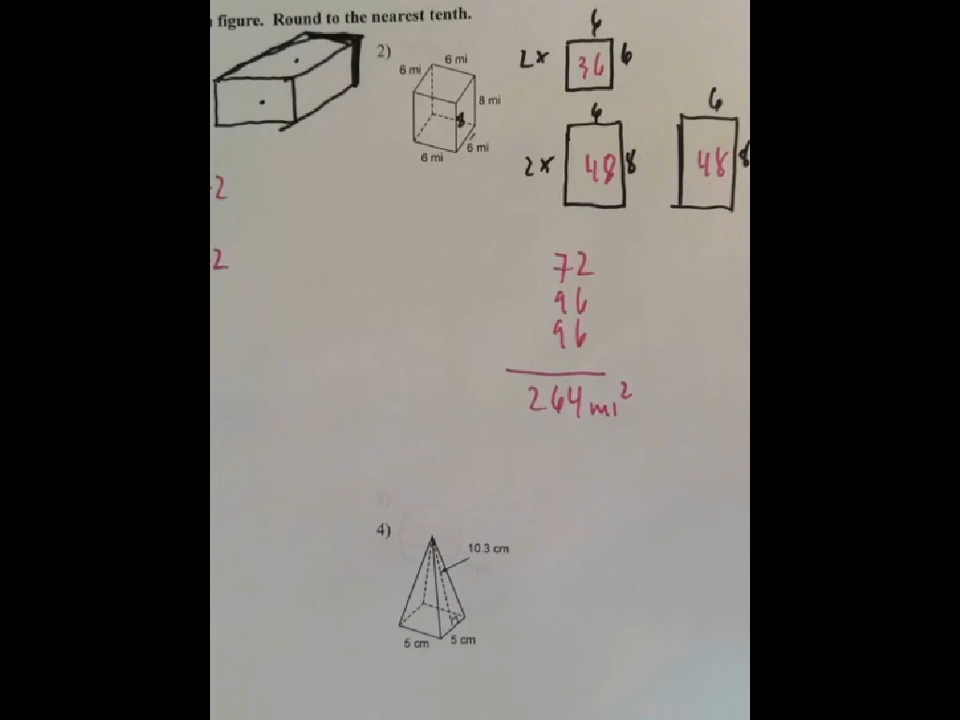 figure. Round to the nearest tenth.
2)
6 mi
6 mi
8 mi
8
6 mi
6 mi
6
2x
36
6
6
2x
48
8
6
48
8
2
2
72
96
96
264 mi²
4)
10.3 cm
5 cm
5 cm